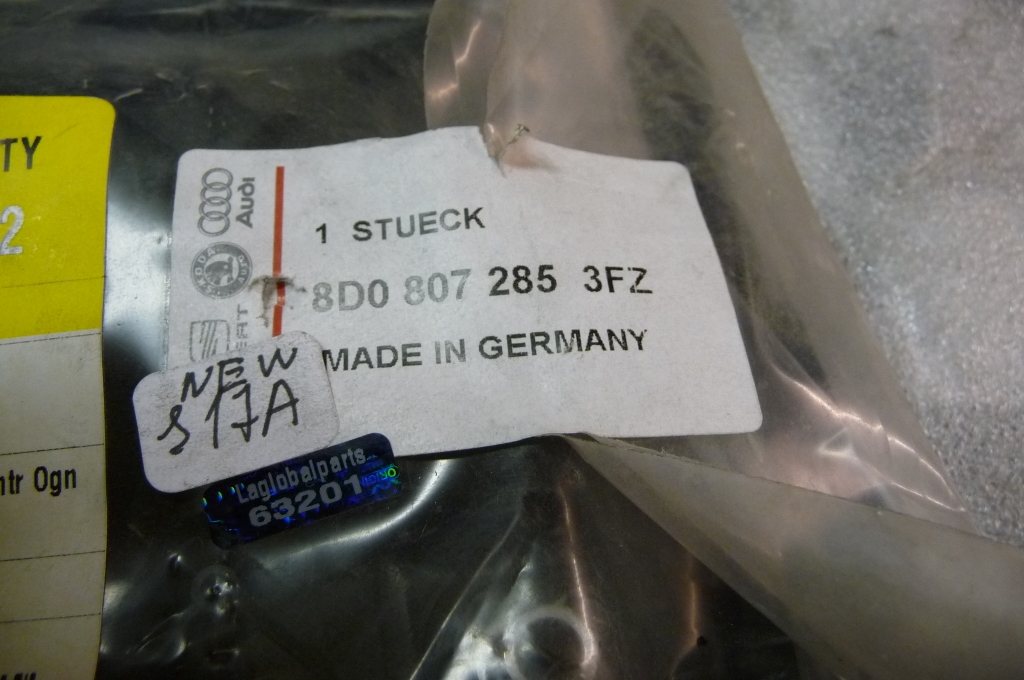 TY
2
ntr Ogn
Audi
1 STUECK
8D0 807 285 3FZ
MADE IN GERMANY
NEW
S17A
Laglobalparts
63201